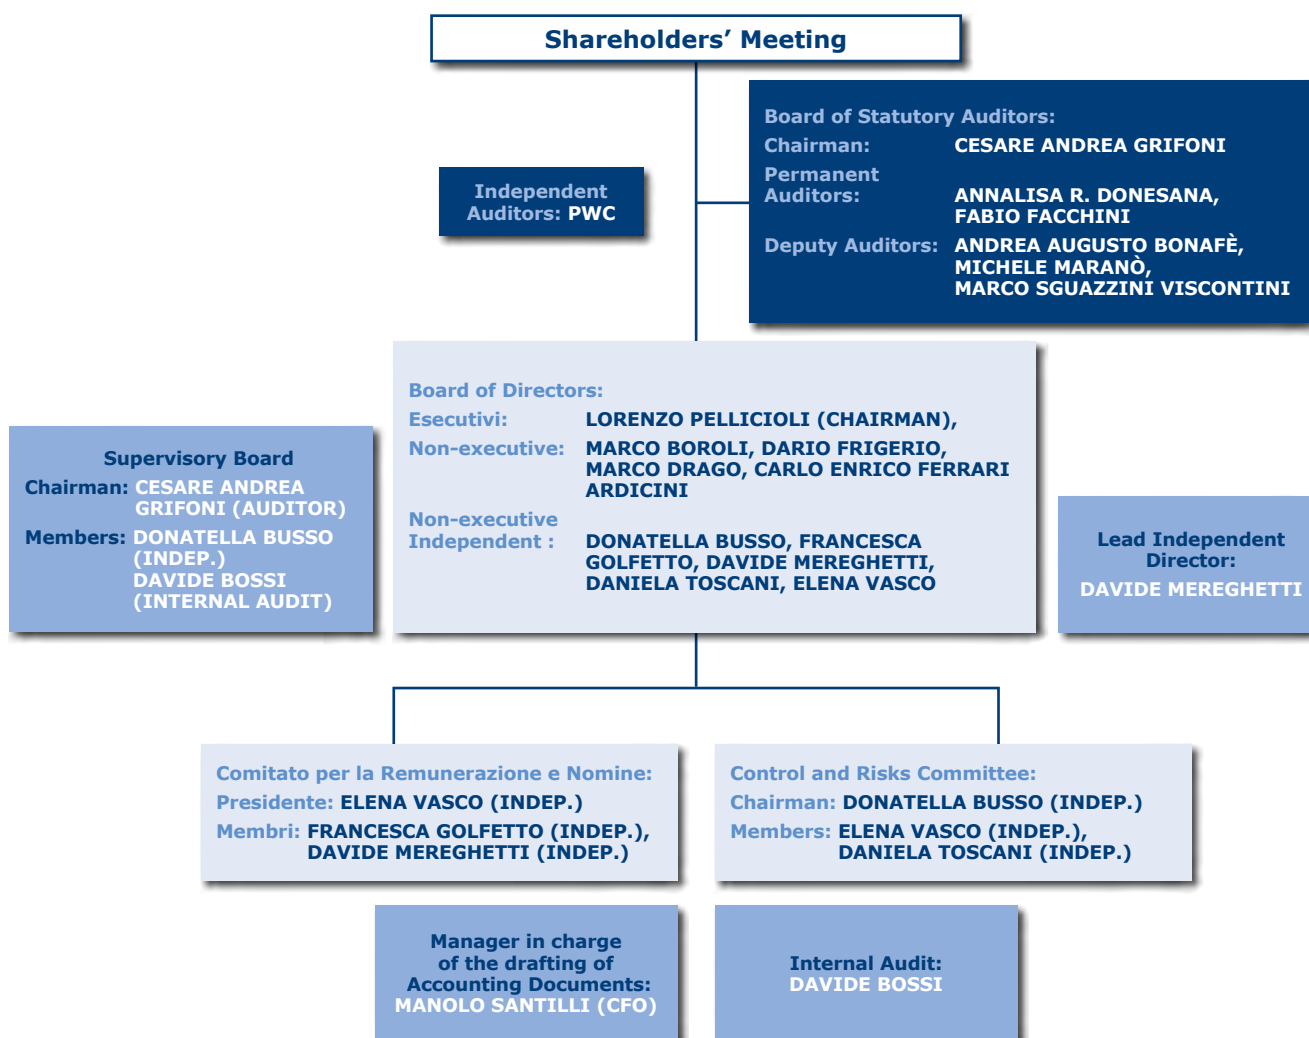 Shareholders’ Meeting
Board of Statutory Auditors:
Chairman: CESARE ANDREA GRIFONI
Permanent
Auditors: ANNALISA R. DONESANA,
FABIO FACCHINI
Deputy Auditors: ANDREA AUGUSTO BONAFÈ,
MICHELE MARANÒ,
MARCO SGUAZZINI VISCONTINI
Independent
Auditors: PWC
Board of Directors:
Esecutivi: LORENZO PELLICIOLI (CHAIRMAN),
Non-executive: MARCO BOROLI, DARIO FRIGERIO,
MARCO DRAGO, CARLO ENRICO FERRARI
ARDICINI
Non-executive
Independent : DONATELLA BUSSO, FRANCESCA
GOLFETTO, DAVIDE MEREGHETTI,
DANIELA TOSCANI, ELENA VASCO
Supervisory Board
Chairman: CESARE ANDREA
GRIFONI (AUDITOR)
Members: DONATELLA BUSSO
(INDEP.)
DAVIDE BOSSI
(INTERNAL AUDIT)
Lead Independent
Director:
DAVIDE MEREGHETTI
Comitato per la Remunerazione e Nomine:
Presidente: ELENA VASCO (INDEP.)
Membri: FRANCESCA GOLFETTO (INDEP.),
DAVIDE MEREGHETTI (INDEP.)
Control and Risks Committee:
Chairman: DONATELLA BUSSO (INDEP.)
Members: ELENA VASCO (INDEP.),
DANIELA TOSCANI (INDEP.)
Manager in charge
of the drafting of
Accounting Documents:
MANOLO SANTILLI (CFO)
Internal Audit:
DAVIDE BOSSI